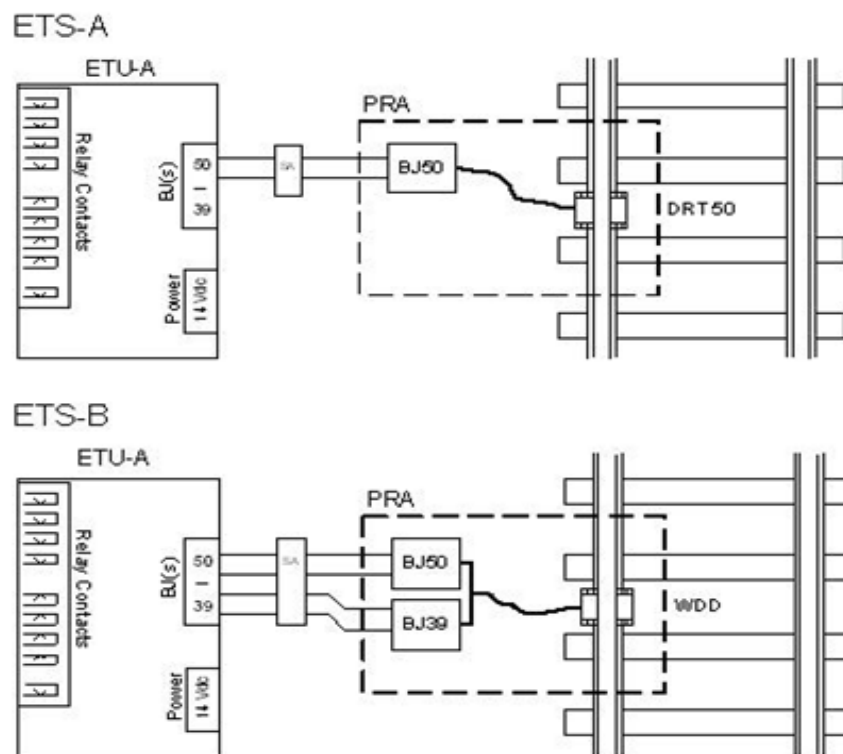 ETS-A
ETU-A
PRA
Relay Contacts
BJ(s)
50
I
39
SA
BJ50
DRT50
Power
14 Vdc
ETS-B
ETU-A
PRA
Relay Contacts
BJ(s)
50
I
39
SA
BJ50
BJ39
WDD
Power
14 Vdc